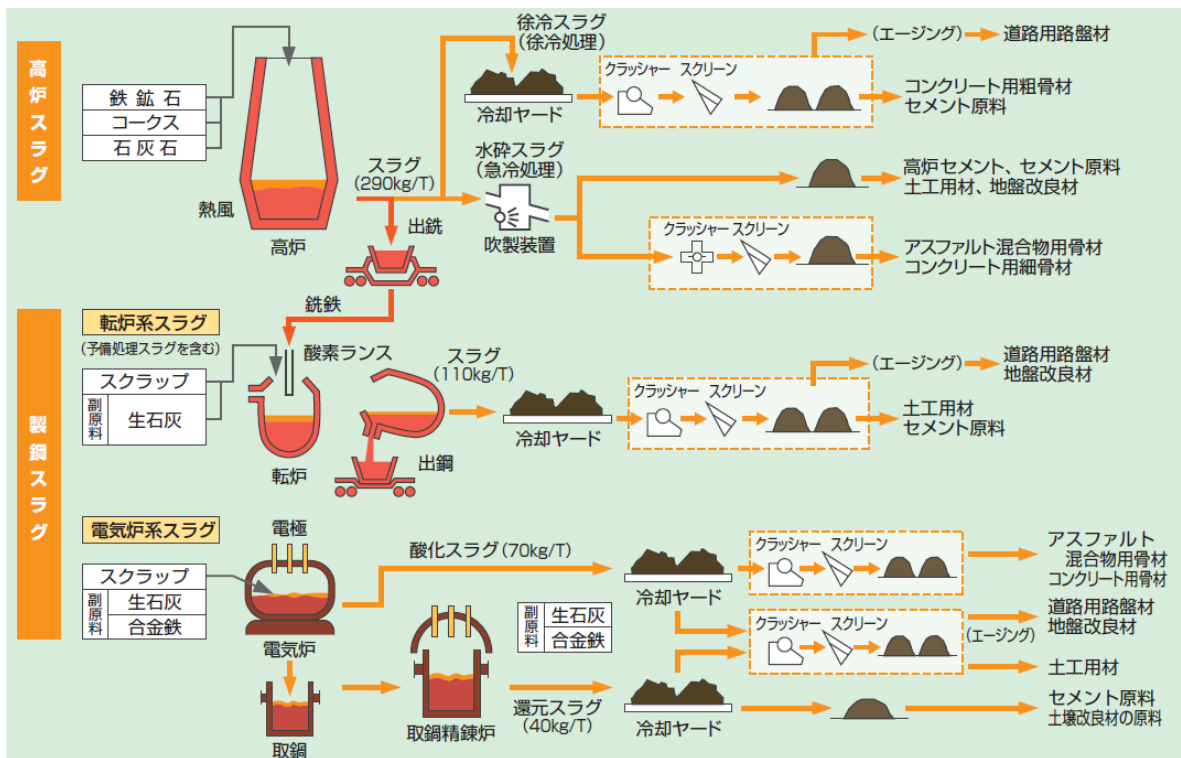 高炉スラグ
鉄鉱石
コークス
石灰石
熱風
高炉
スラグ
(290kg/T)
出銑
徐冷スラグ
(徐冷処理)
冷却ヤード
クラッシャー スクリーン
(エージング)
道路用路盤材
コンクリート用粗骨材
セメント原料
水砕スラグ
(急冷処理)
吹製装置
高炉セメント、セメント原料
土工用材、地盤改良材
クラッシャー スクリーン
アスファルト混合物用骨材
コンクリート用細骨材
銑鉄
製鋼スラグ
転炉系スラグ
(予備処理スラグを含む)
スクラップ
副原料
生石灰
酸素ランス
転炉
スラグ
(110kg/T)
出鋼
冷却ヤード
クラッシャー スクリーン
(エージング)
道路用路盤材
地盤改良材
土工用材
セメント原料
電気炉系スラグ
スクラップ
副原料
生石灰
合金鉄
電極
電気炉
取鍋
酸化スラグ(70kg/T)
冷却ヤード
クラッシャー スクリーン
アスファルト
混合物用骨材
コンクリート用骨材
副原料
生石灰
合金鉄
取鍋精錬炉
還元スラグ
(40kg/T)
冷却ヤード
クラッシャー スクリーン
(エージング)
道路用路盤材
地盤改良材
土工用材
セメント原料
土壌改良材の原料